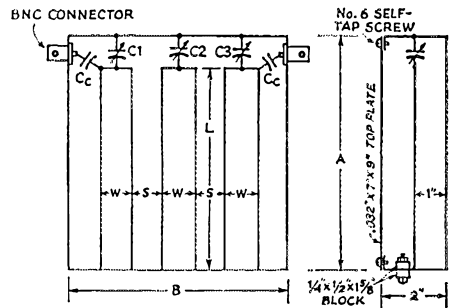 BNC CONNECTOR
No. 6 SELF-
TAP SCREW
C1
C2
C3
Cc
Cc
L
A
.032" x 7" x 9" TOP PLATE
W
S
W
S
W
1"
B
1/4" x 1/2" x 1 5/8"
BLOCK
2"